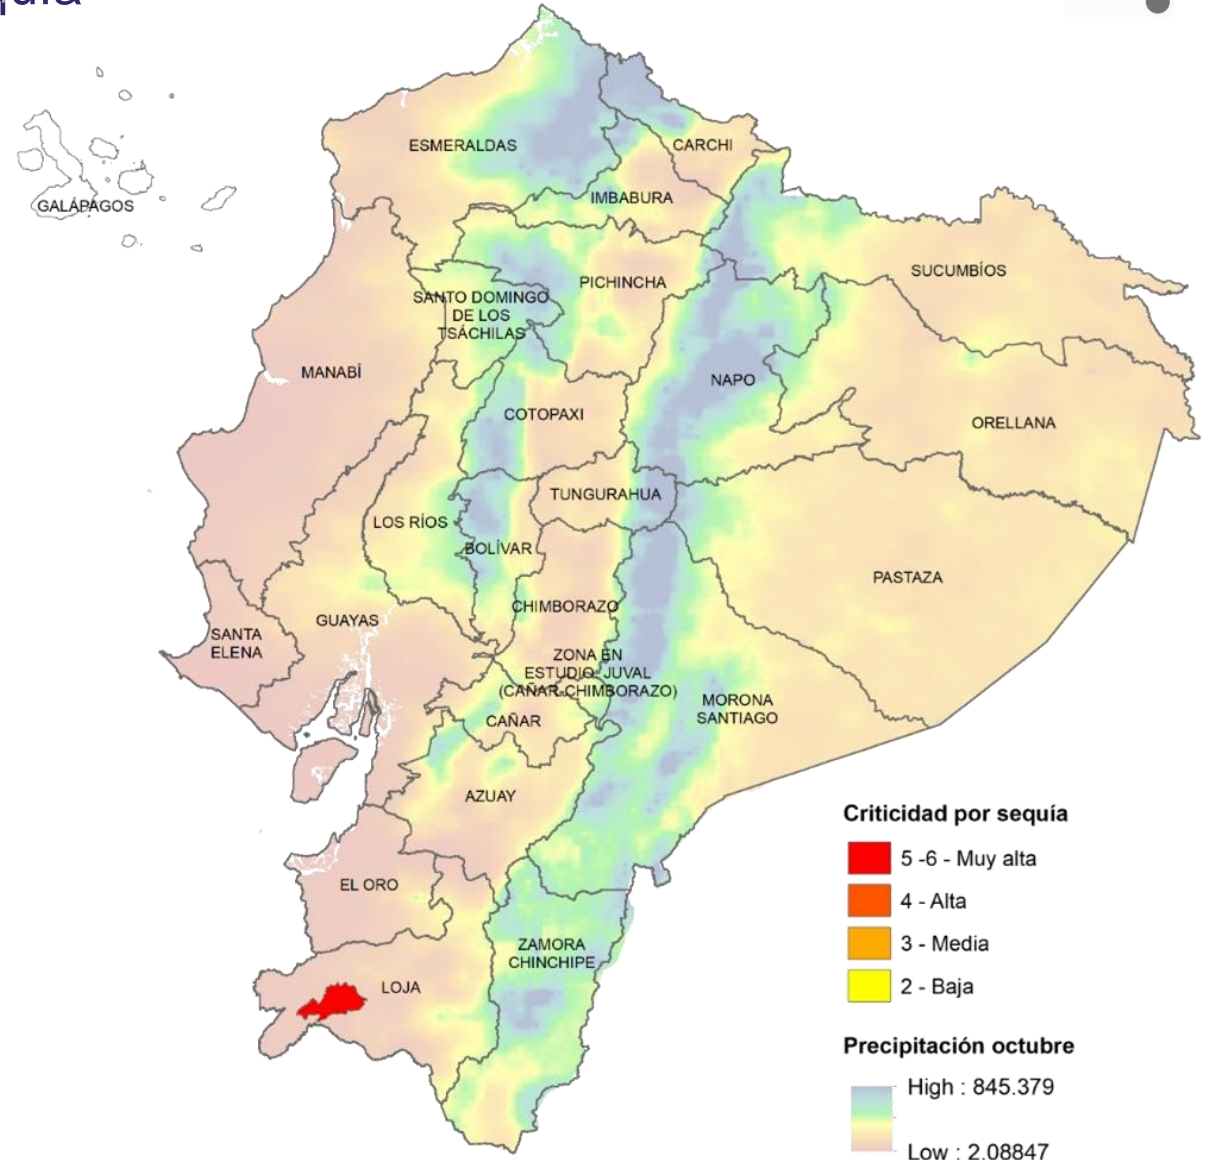 ESMERALDAS
CARCHI
IMBABURA
GALÁPAGOS
SUCUMBÍOS
PICHINCHA
SANTO DOMINGO
DE LOS
TSÁCHILAS
MANABÍ
NAPO
COTOPAXI
ORELLANA
TUNGURAHUA
LOS RÍOS
BOLÍVAR
PASTAZA
CHIMBORAZO
GUAYAS
SANTA
ELENA
ZONA EN
ESTUDIO: JUVAL
(CAÑAR-CHIMBORAZO)
MORONA
SANTIAGO
CAÑAR
AZUAY
Criticidad por sequía
5 -6 - Muy alta
4 - Alta
3 - Media
2 - Baja
EL ORO
ZAMORA
CHINCHIPE
LOJA
Precipitación octubre
High : 845.379
Low : 2.08847